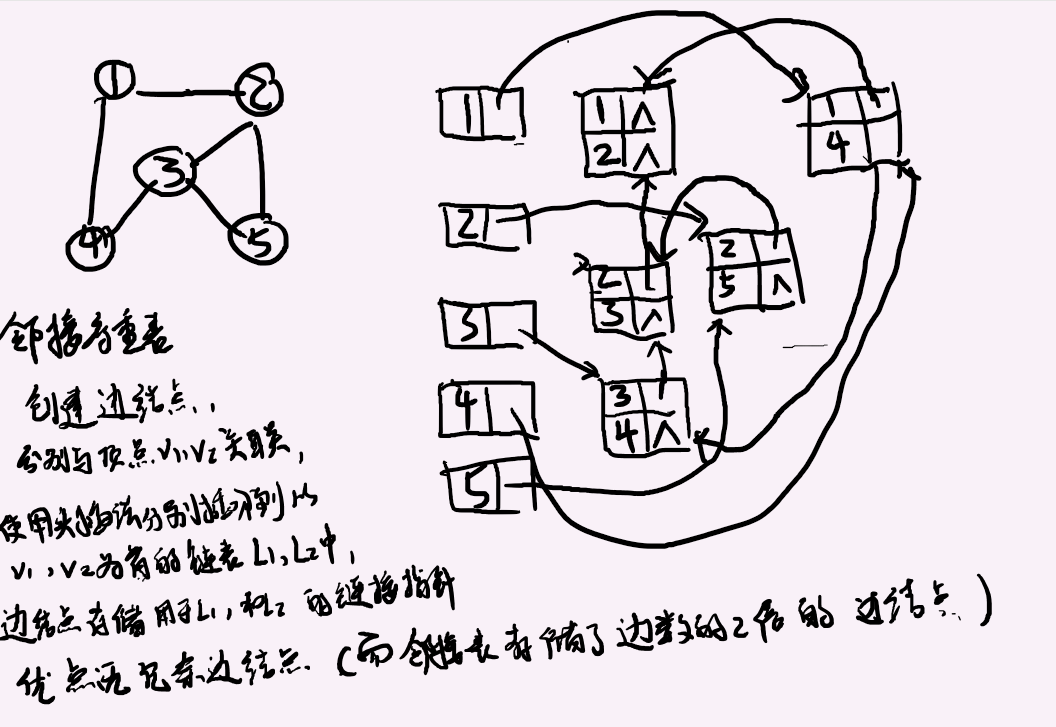 1
2
3
4
5
1
1 ∧
2 ∧
1
4
2
2
3 ∧
2
5 ∧
3
3
4 ∧
4
5
邻接多重表
创建边结点,,
分别与顶点v1,v2关联,
使用头插法分别插入到以
v1,v2为首的链表L1,L2中,
边结点存储用于L1,和L2的链接指针
优点无冗余边结点.(而邻接表存储了边数的2倍的边结点.)